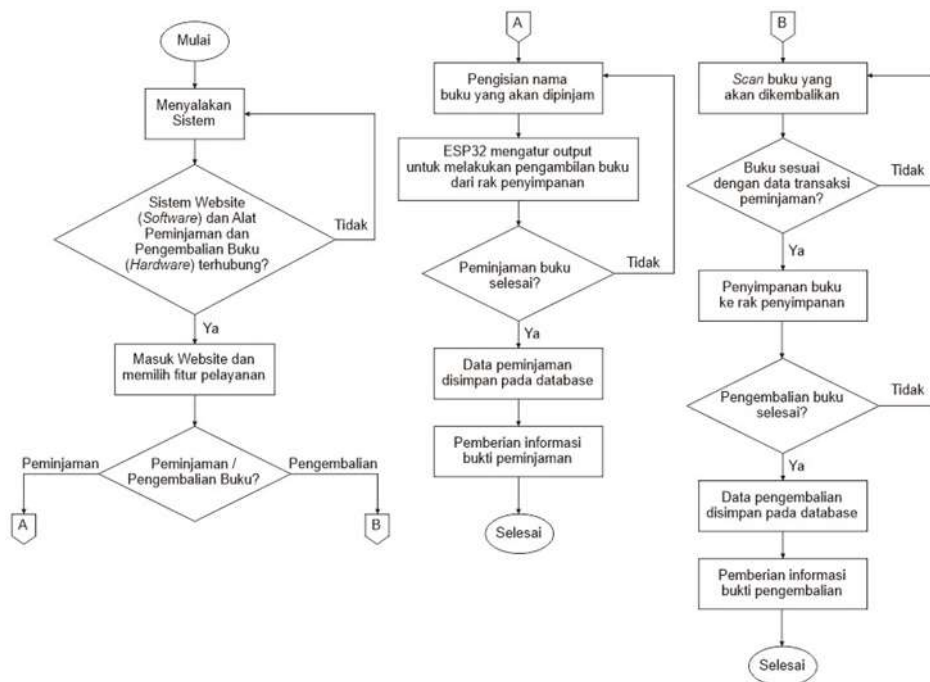 Mulai
Menyalakan
Sistem
Sistem Website
(Software) dan Alat
Peminjaman dan
Pengembalian Buku
(Hardware) terhubung?
Tidak
Ya
Masuk Website dan
memilih fitur pelayanan
Peminjaman /
Pengembalian Buku?
Peminjaman
Pengembalian
A
B
A
Pengisian nama
buku yang akan dipinjam
ESP32 mengatur output
untuk melakukan pengambilan buku
dari rak penyimpanan
Peminjaman buku
selesai?
Tidak
Ya
Data peminjaman
disimpan pada database
Pemberian informasi
bukti peminjaman
Selesai
B
Scan buku yang
akan dikembalikan
Buku sesuai
dengan data transaksi
peminjaman?
Tidak
Ya
Penyimpanan buku
ke rak penyimpanan
Pengembalian buku
selesai?
Tidak
Ya
Data pengembalian
disimpan pada database
Pemberian informasi
bukti pengembalian
Selesai